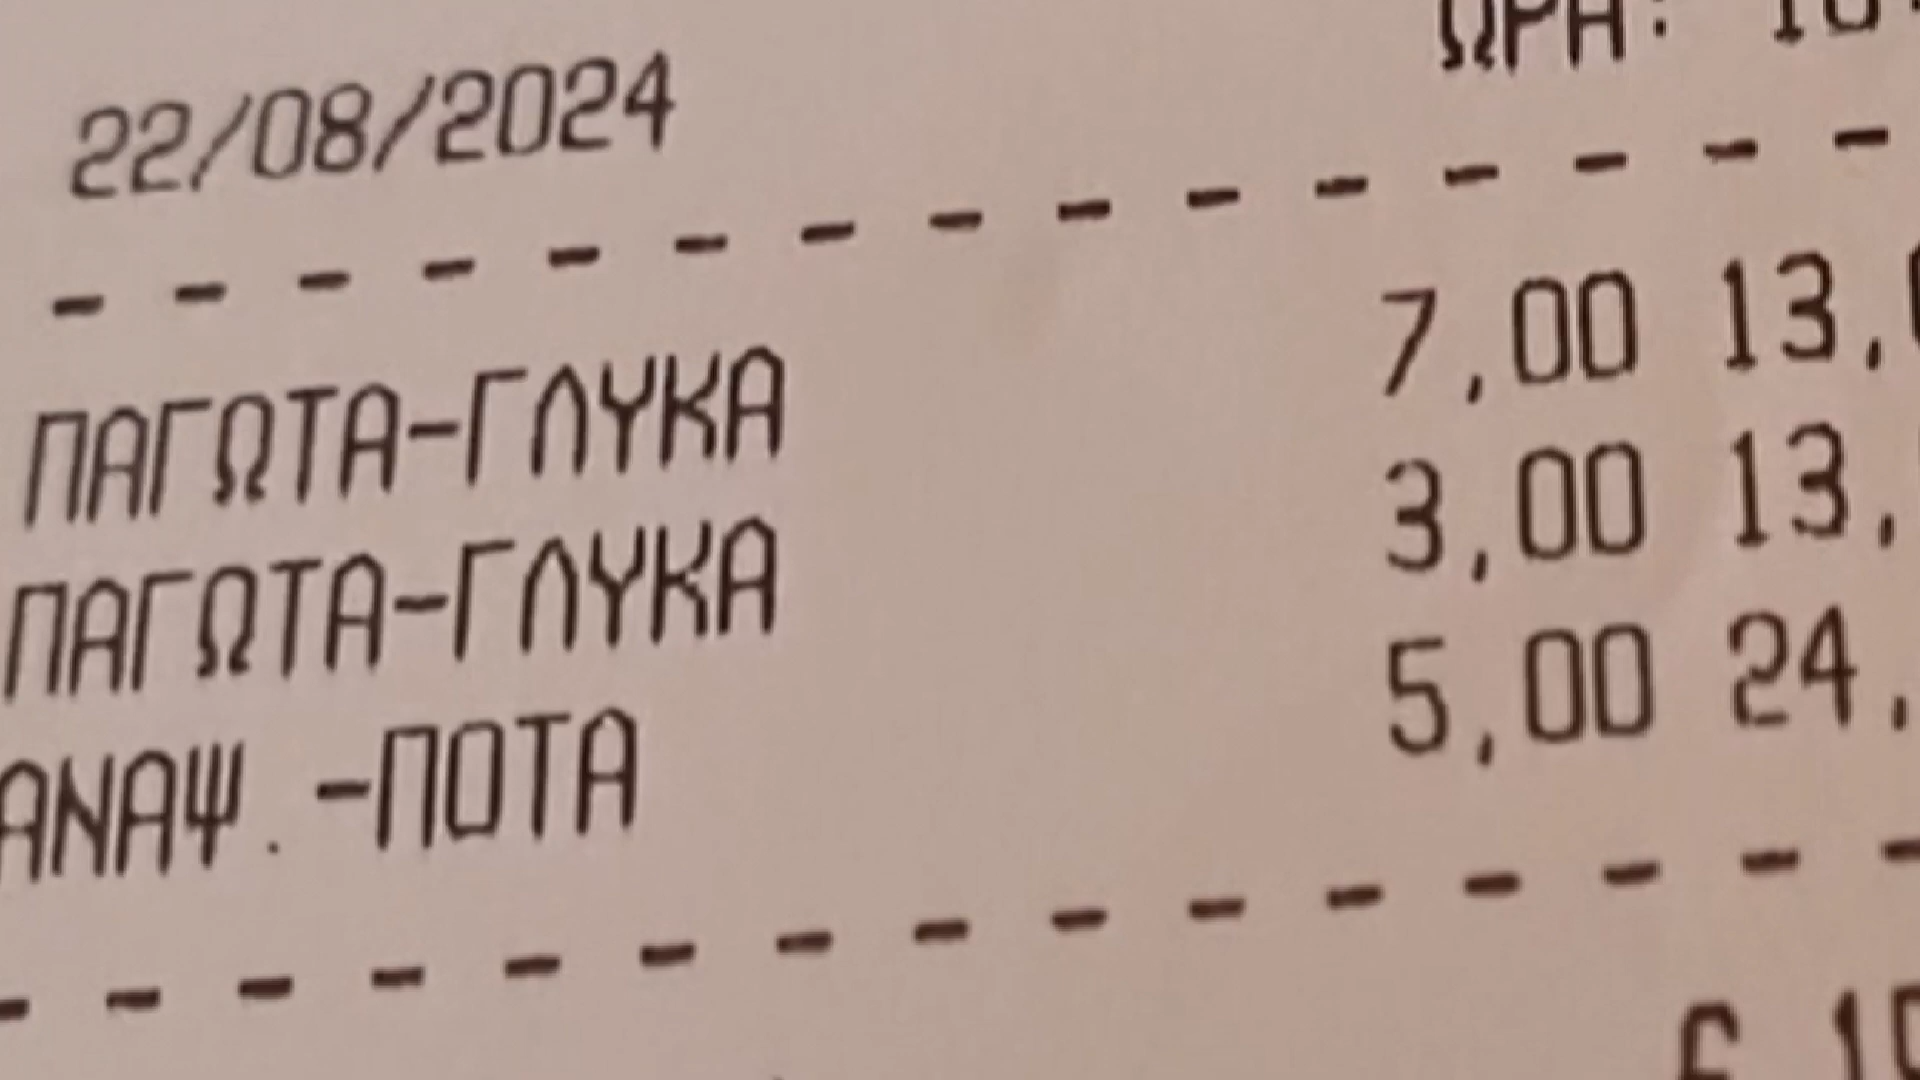 ΩΡΑ:
22/08/2024
- - - - - - - - - - - - - - -
ΠΑΓΩΤΑ-ΓΛΥΚΑ 7,00 13,
ΠΑΓΩΤΑ-ΓΛΥΚΑ 3,00 13,
ΑΝΑΨ.-ΠΟΤΑ 5,00 24,
- - - - - - - - - - - - - - -